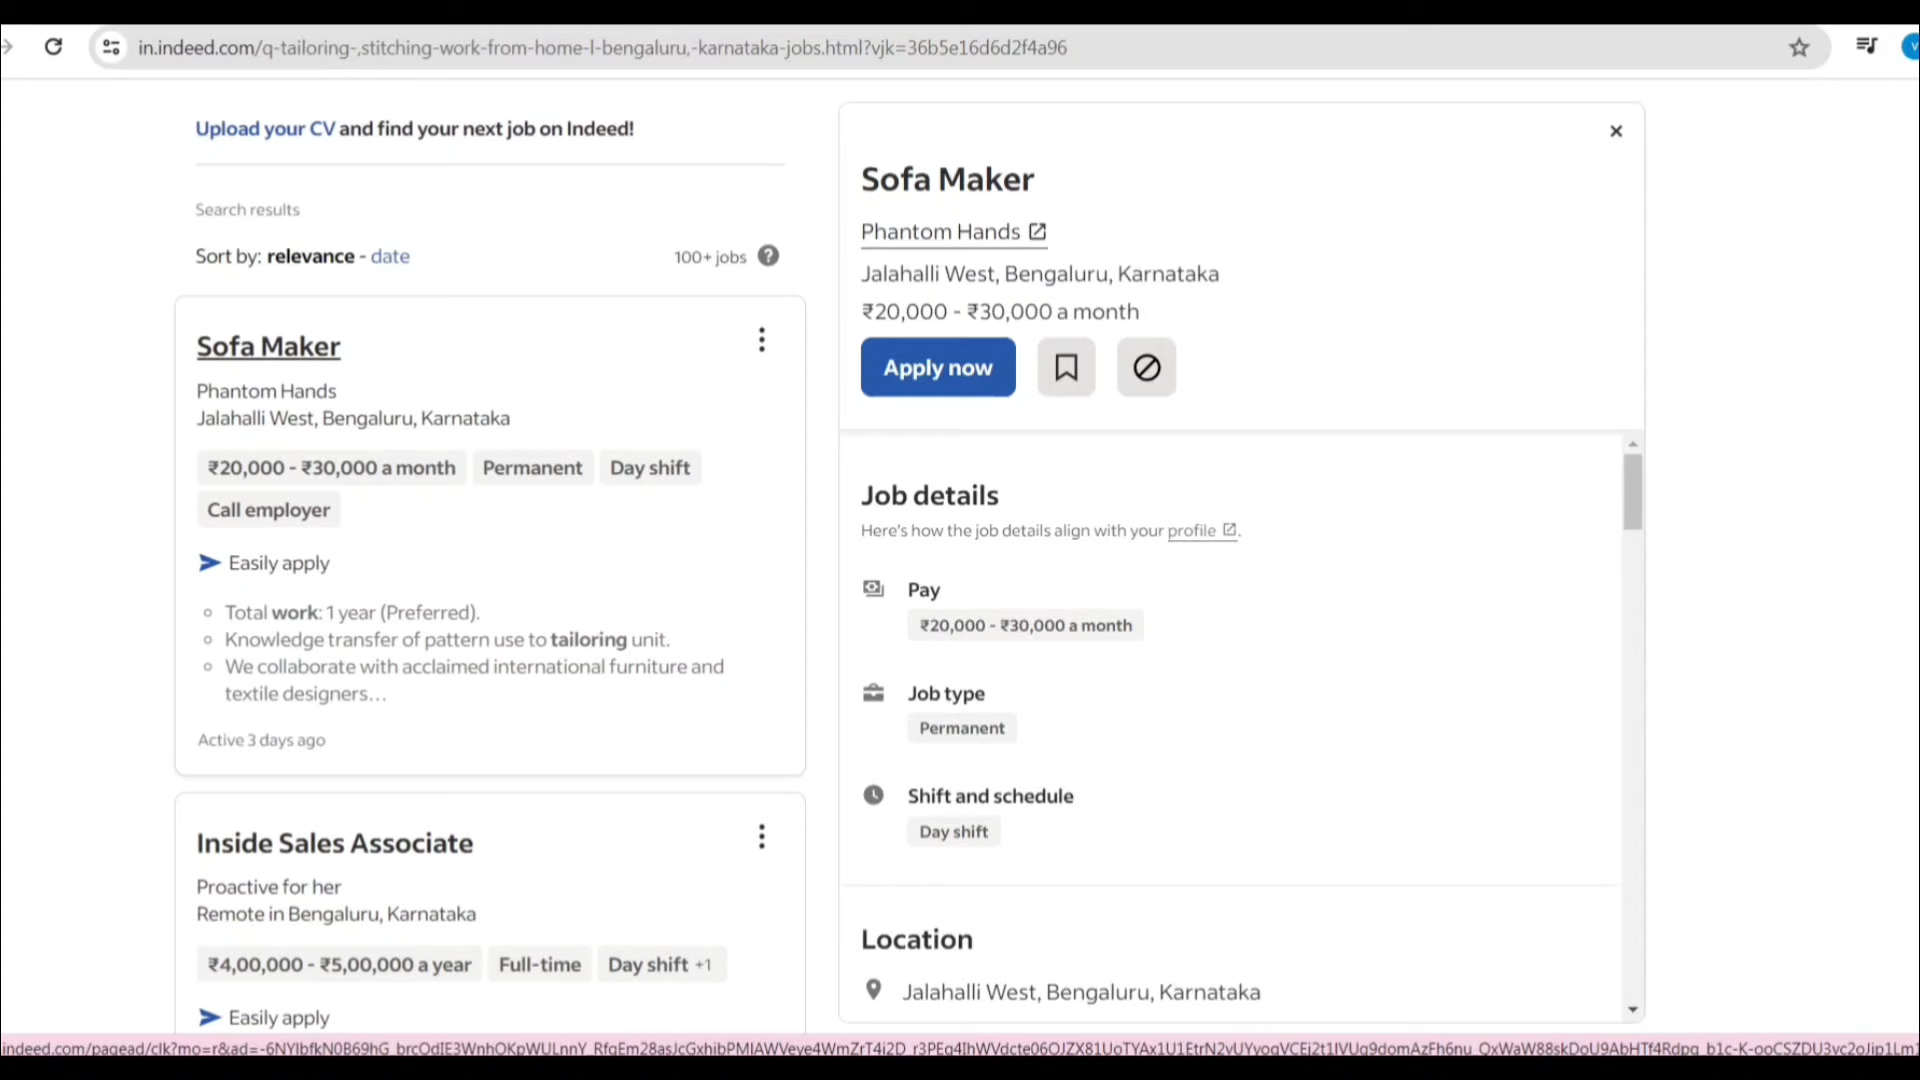 in.indeed.com/q-tailoring-,stitching-work-from-home-l-bengaluru,-karnataka-jobs.html?vjk=36b5e16d6d2f4a96
Upload your CV and find your next job on Indeed!
Search results
Sort by: relevance - date
100+ jobs
Sofa Maker
Phantom Hands
Jalahalli West, Bengaluru, Karnataka
₹20,000 - ₹30,000 a month
Permanent
Day shift
Call employer
Easily apply
Total work: 1 year (Preferred).
Knowledge transfer of pattern use to tailoring unit.
We collaborate with acclaimed international furniture and
textile designers…
Active 3 days ago
Inside Sales Associate
Proactive for her
Remote in Bengaluru, Karnataka
₹4,00,000 - ₹5,00,000 a year
Full-time
Day shift +1
Easily apply
Sofa Maker
Phantom Hands
Jalahalli West, Bengaluru, Karnataka
₹20,000 - ₹30,000 a month
Apply now
Job details
Here's how the job details align with your profile.
Pay
₹20,000 - ₹30,000 a month
Job type
Permanent
Shift and schedule
Day shift
Location
Jalahalli West, Bengaluru, Karnataka